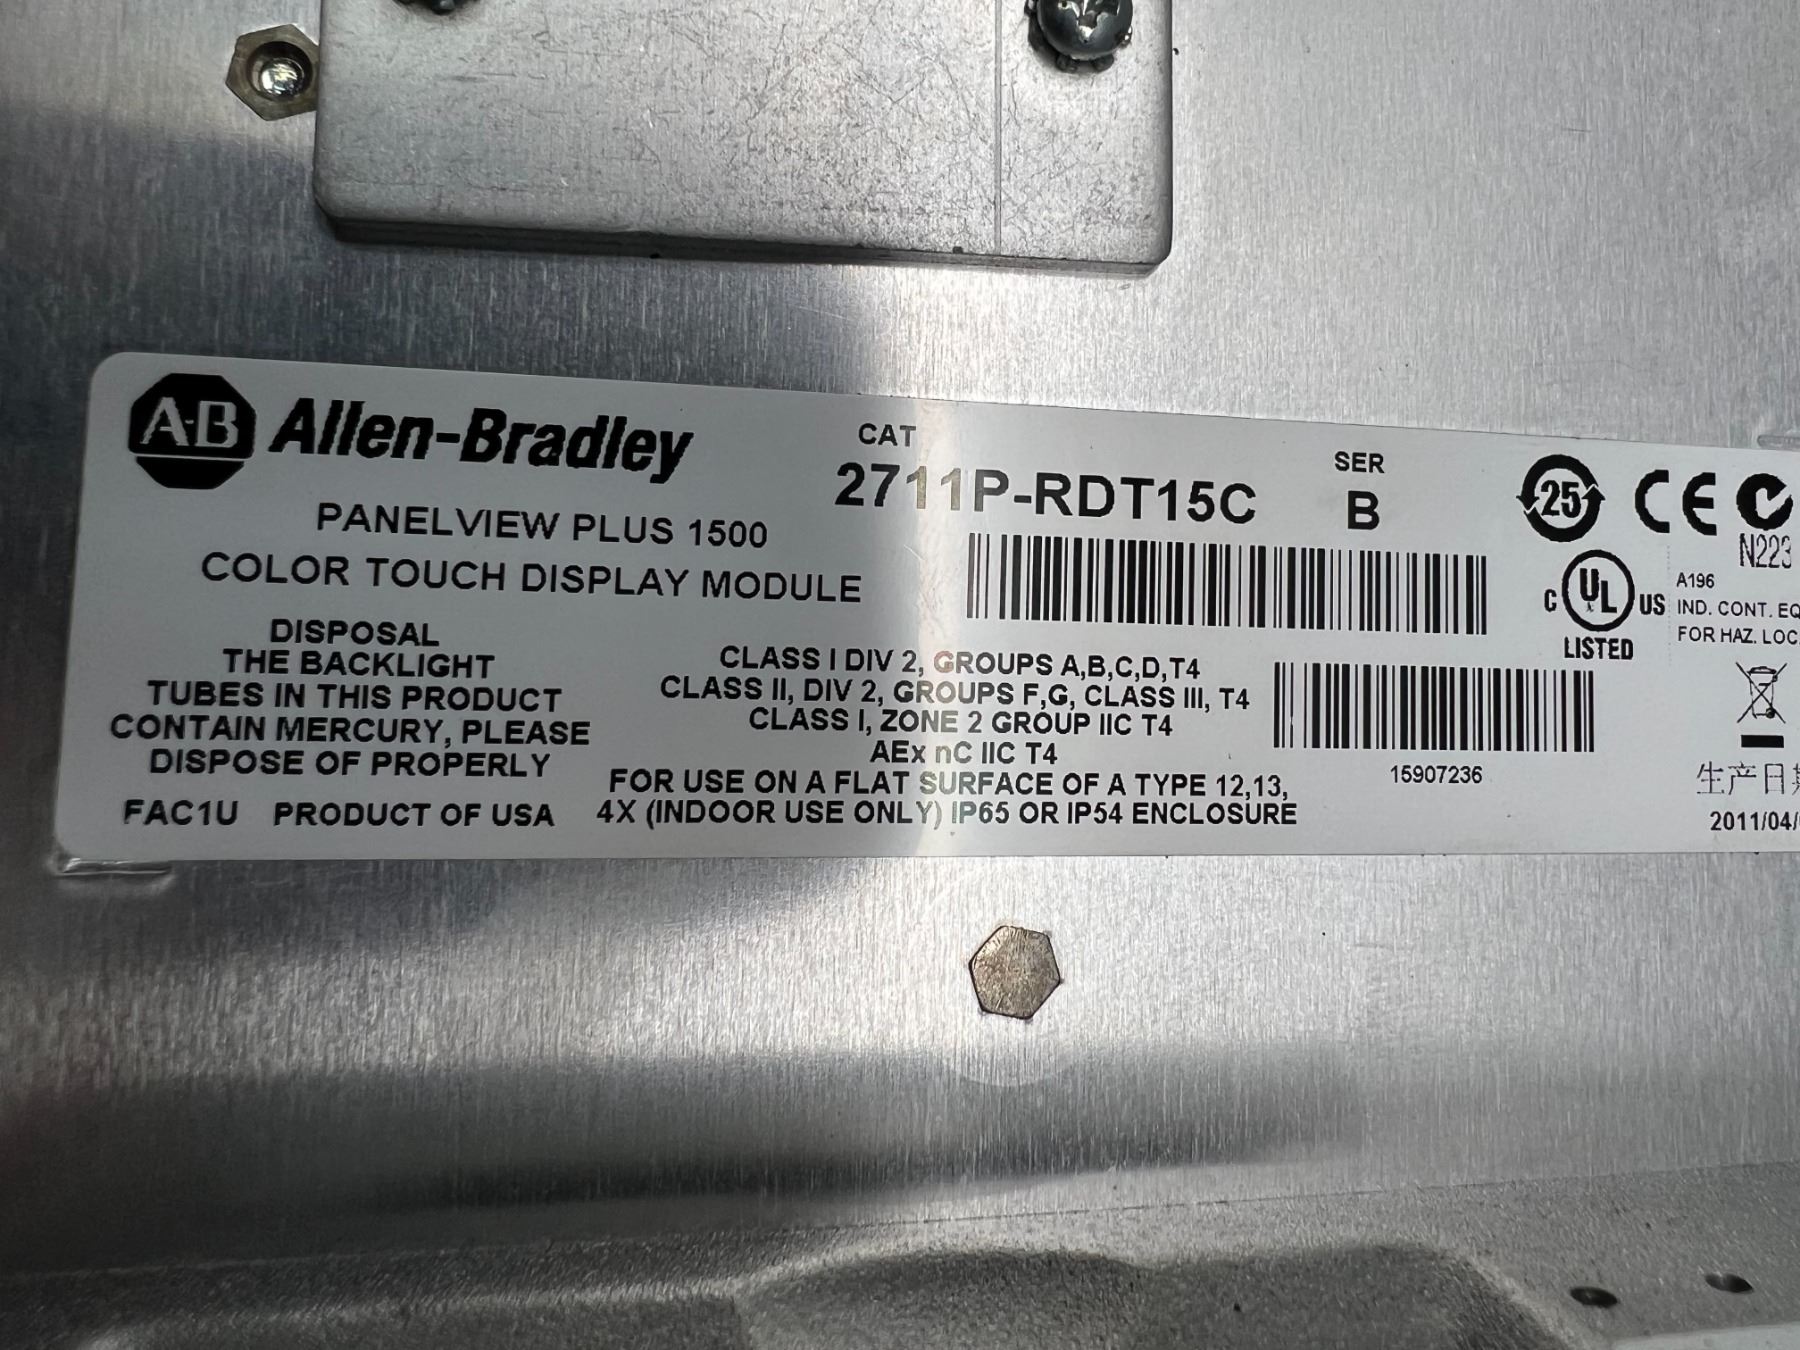 A-B Allen-Bradley
PANELVIEW PLUS 1500
COLOR TOUCH DISPLAY MODULE
DISPOSAL
THE BACKLIGHT
TUBES IN THIS PRODUCT
CONTAIN MERCURY, PLEASE
DISPOSE OF PROPERLY
FAC1U PRODUCT OF USA
CAT
2711P-RDT15C
SER
B
CLASS I DIV 2, GROUPS A,B,C,D,T4
CLASS II, DIV 2, GROUPS F,G, CLASS III, T4
CLASS I, ZONE 2 GROUP IIC T4
AEx nC IIC T4
FOR USE ON A FLAT SURFACE OF A TYPE 12,13,
4X (INDOOR USE ONLY) IP65 OR IP54 ENCLOSURE
15907236
25
CE
N223
C UL US
LISTED
A196
IND. CONT. EQ
FOR HAZ. LOC.
生产日
2011/04/